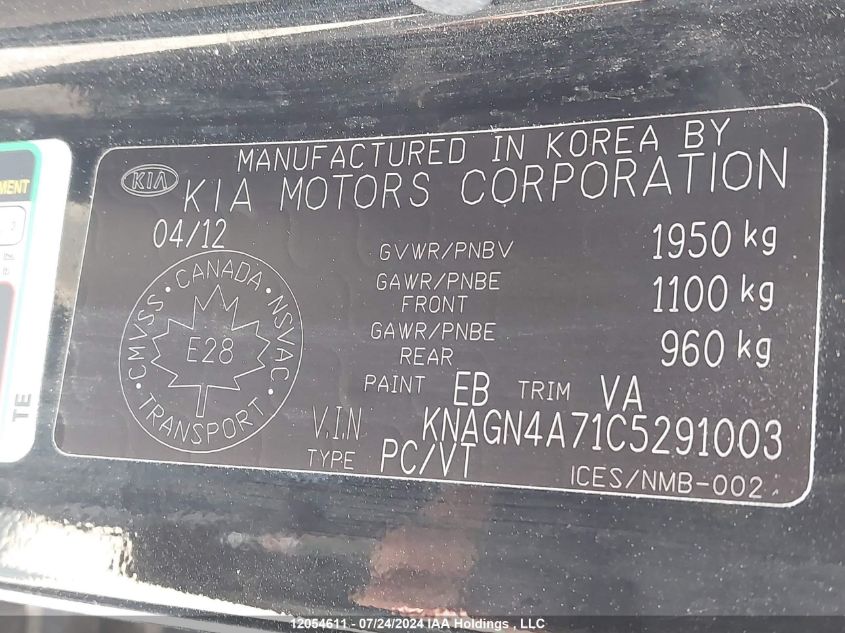 MANUFACTURED IN KOREA BY
KIA
KIA MOTORS CORPORATION
04/12
GVWR/PNBV 1950 kg
GAWR/PNBE FRONT 1100 kg
GAWR/PNBE REAR 960 kg
CMVSS • CANADA • NSVAC • TRANSPORT •
E28
PAINT EB TRIM VA
V.I.N KNAGN4A71C5291003
TYPE PC/VT
ICES/NMB-002
TE
12054611 - 07/24/2024 IAA Holdings , LLC